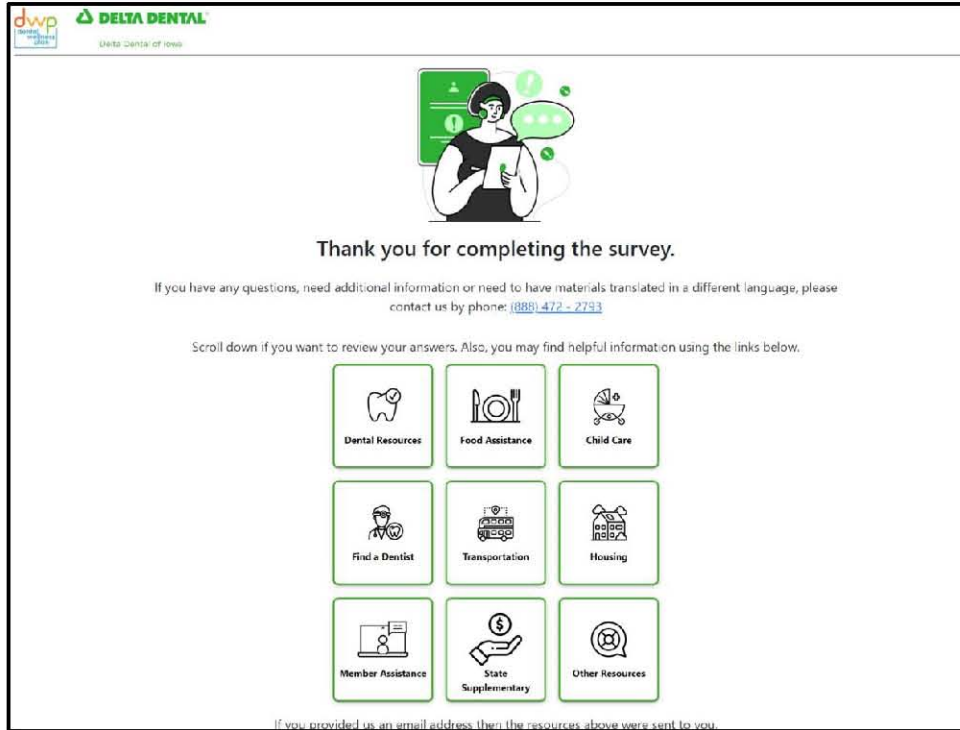 dwp
dental
wellness
plan
DELTA DENTAL
Delta Dental of Iowa
Thank you for completing the survey.
If you have any questions, need additional information or need to have materials translated in a different language, please
contact us by phone: (888) 472 - 2793
Scroll down if you want to review your answers. Also, you may find helpful information using the links below.
Dental Resources
Food Assistance
Child Care
Find a Dentist
Transportation
Housing
Member Assistance
State
Supplementary
Other Resources
If you provided us an email address then the resources above were sent to you.